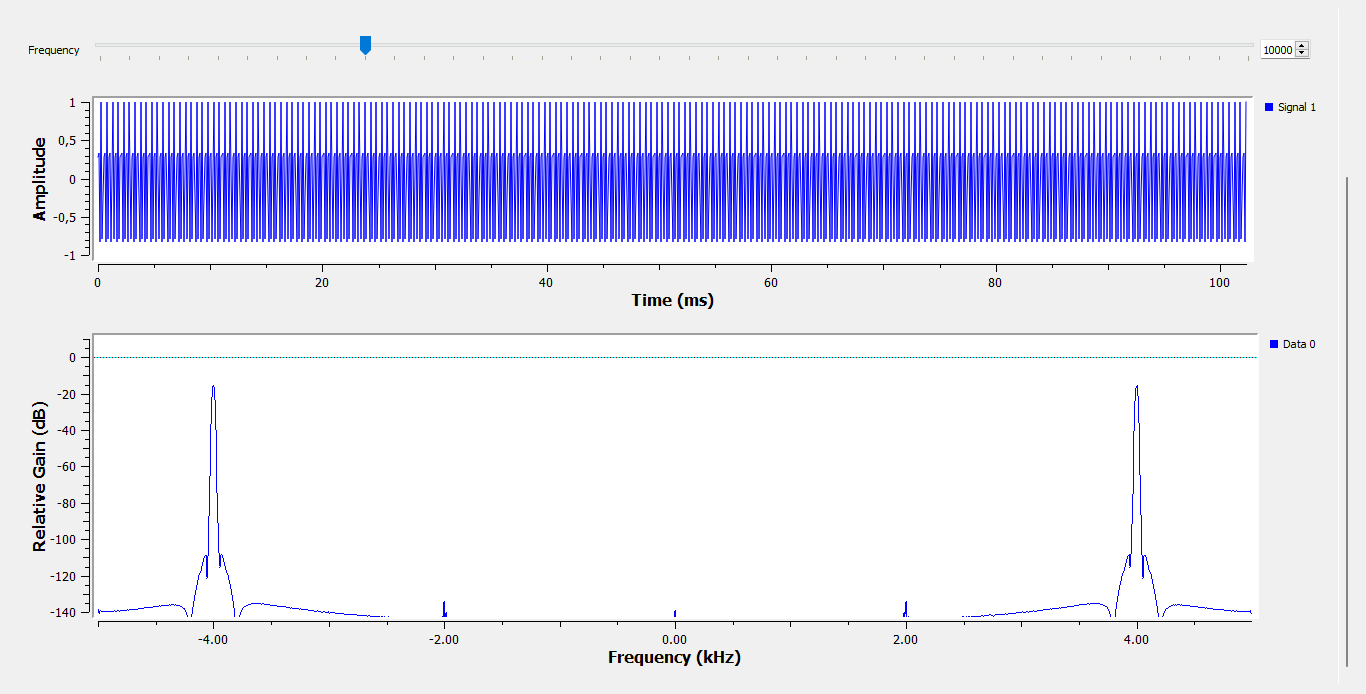 Frequency
10000
1
0,5
0
-0,5
-1
Amplitude
Signal 1
0 20 40 60 80 100
Time (ms)
0
-20
-40
-60
-80
-100
-120
-140
Relative Gain (dB)
Data 0
-4.00 -2.00 0.00 2.00 4.00
Frequency (kHz)